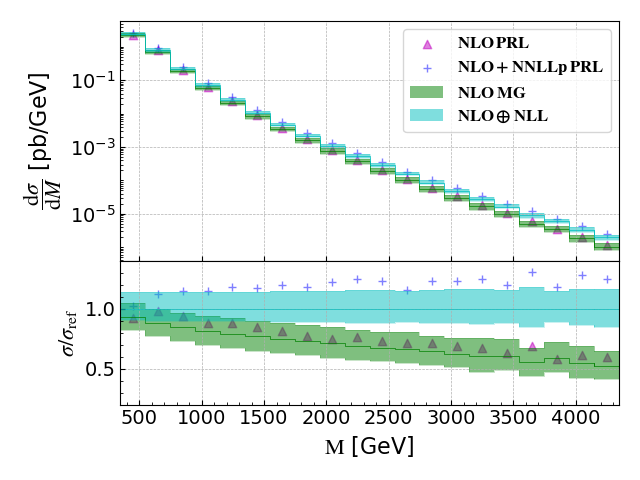 NLO PRL
NLO + NNLLp PRL
NLO MG
NLO ⊕ NLL
dσ/dM [pb/GeV]
10⁻¹
10⁻³
10⁻⁵
σ/σref
1.0
0.5
500 1000 1500 2000 2500 3000 3500 4000
M [GeV]